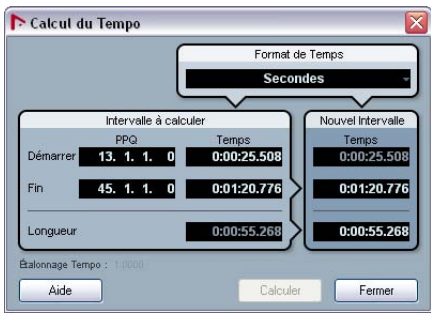 Calcul du Tempo
Format de Temps
Secondes
Intervalle à calculer
Nouvel Intervalle
PPQ Temps Temps
Démarrer 13. 1. 1. 0 0:00:25.508 0:00:25.508
Fin 45. 1. 1. 0 0:01:20.776 0:01:20.776
Longueur 0:00:55.268 0:00:55.268
Étalonnage Tempo : 1.0000
Aide Calculer Fermer